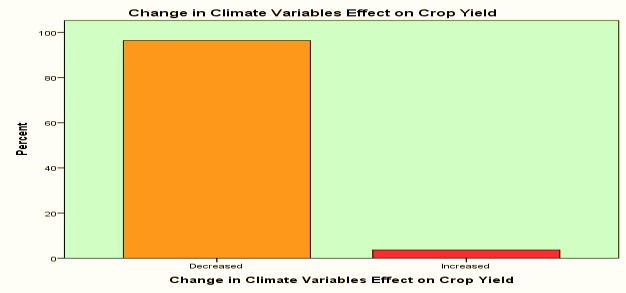 Change in Climate Variables Effect on Crop Yield
100
80
60
40
20
0
Percent
Decreased
Increased
Change in Climate Variables Effect on Crop Yield